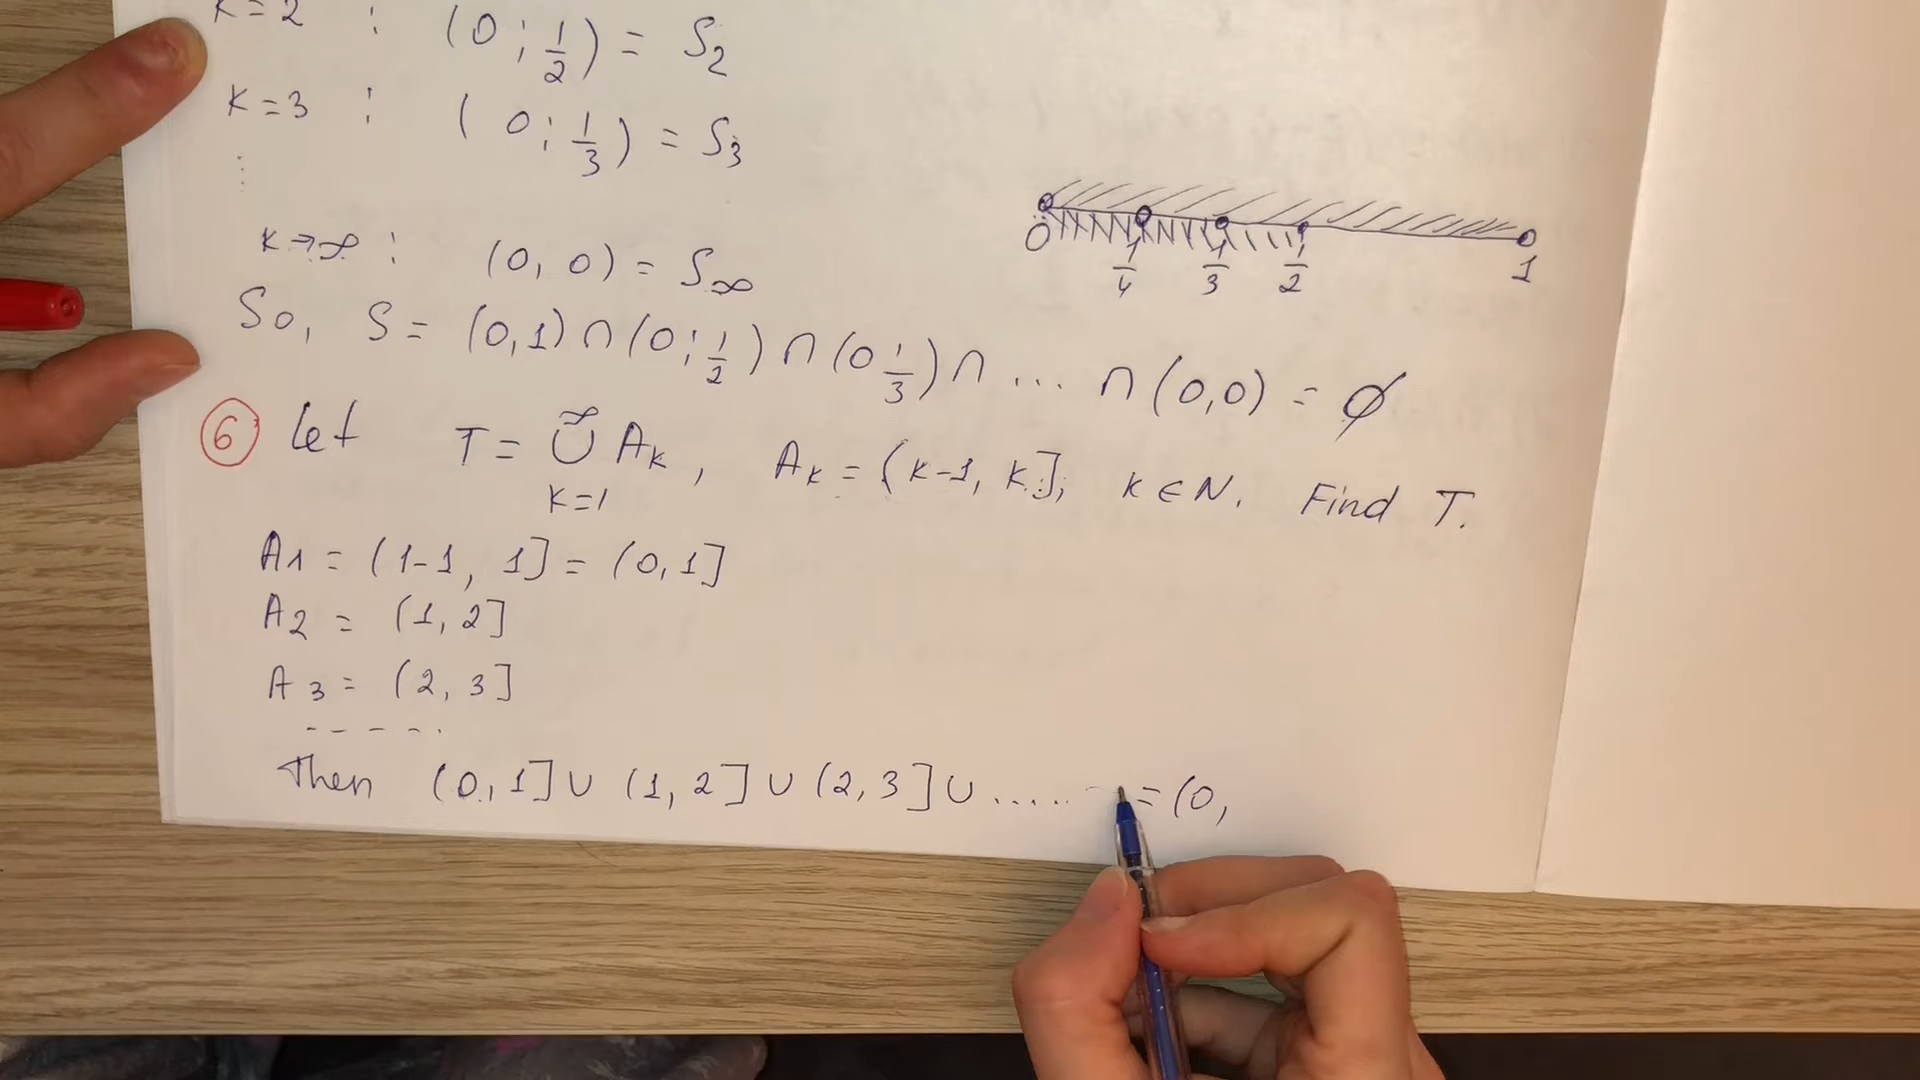 K=2 : (0; 1/2) = S₂
K=3 : (0; 1/3) = S₃
⋮
K→∞ : (0, 0) = S∞
0 1/4 1/3 1/2 1
So, S = (0,1) ∩ (0; 1/2) ∩ (0 1/3) ∩ ... ∩ (0,0) = ∅
⑥ Let T = ∞ ∪ K=1 Aₖ, Aₖ = (K-1, K], K ∈ N. Find T.
A₁ = (1-1, 1] = (0,1]
A₂ = (1, 2]
A₃ = (2, 3]
- - - - - .
Then (0,1] ∪ (1,2] ∪ (2,3] ∪ ..... = (0,